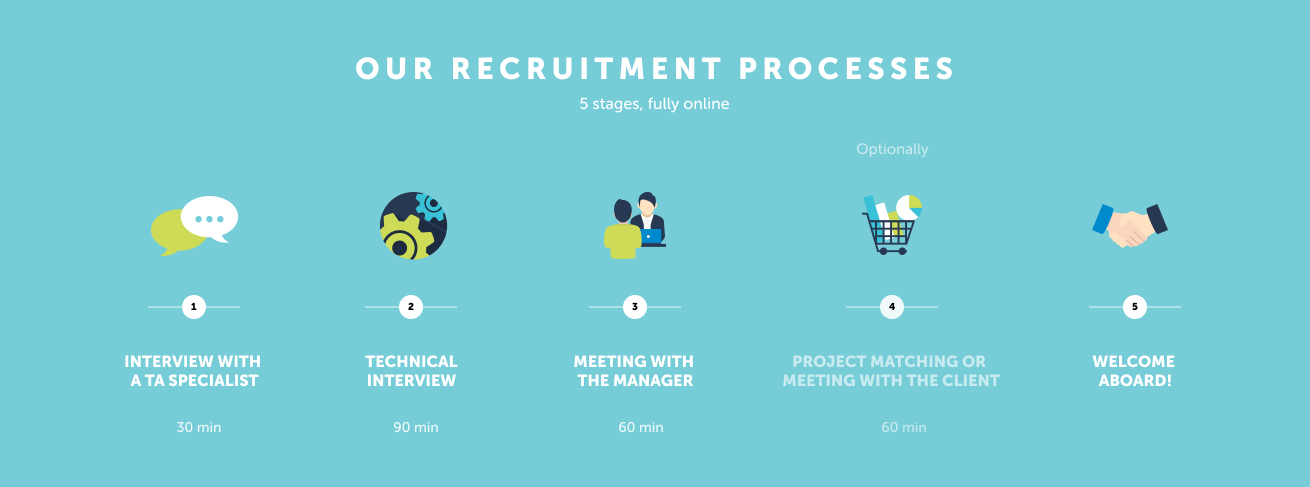 OUR RECRUITMENT PROCESSES
5 stages, fully online
Optionally
1
2
3
4
5
INTERVIEW WITH
A TA SPECIALIST
TECHNICAL
INTERVIEW
MEETING WITH
THE MANAGER
PROJECT MATCHING OR
MEETING WITH THE CLIENT
WELCOME
ABOARD!
30 min
90 min
60 min
60 min